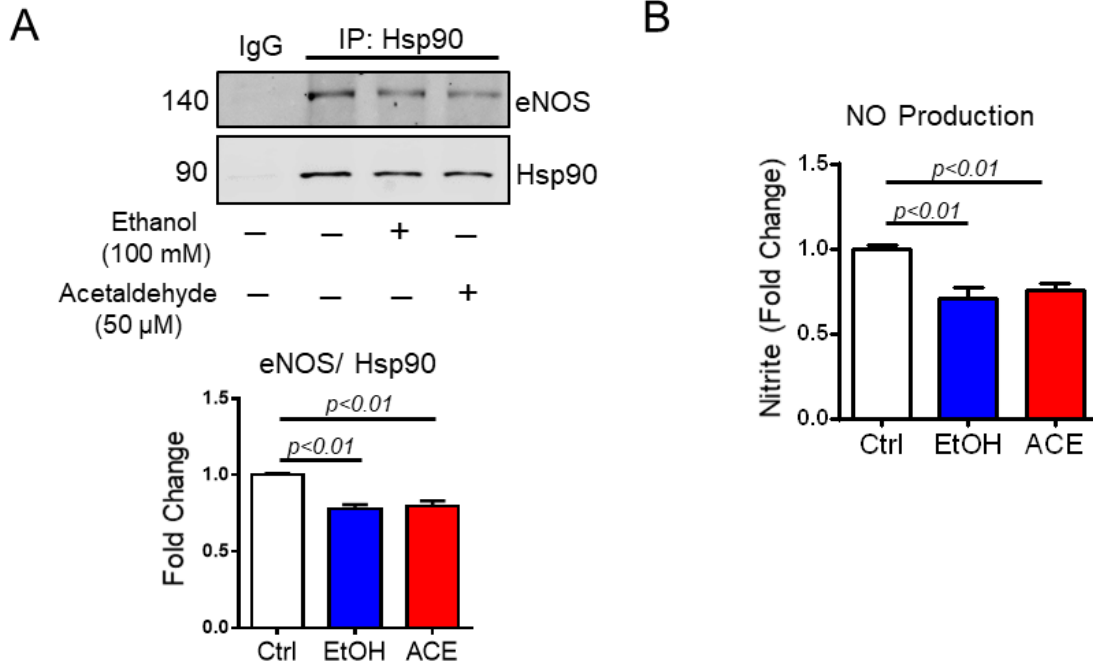 A
IgG IP: Hsp90
140 eNOS
90 Hsp90
Ethanol
(100 mM) – – + –
Acetaldehyde
(50 µM) – – – +
eNOS/ Hsp90
1.5
1.0
0.5
0.0
Fold Change
p<0.01
p<0.01
Ctrl EtOH ACE
B
NO Production
1.5
1.0
0.5
0.0
Nitrite (Fold Change)
p<0.01
p<0.01
Ctrl EtOH ACE